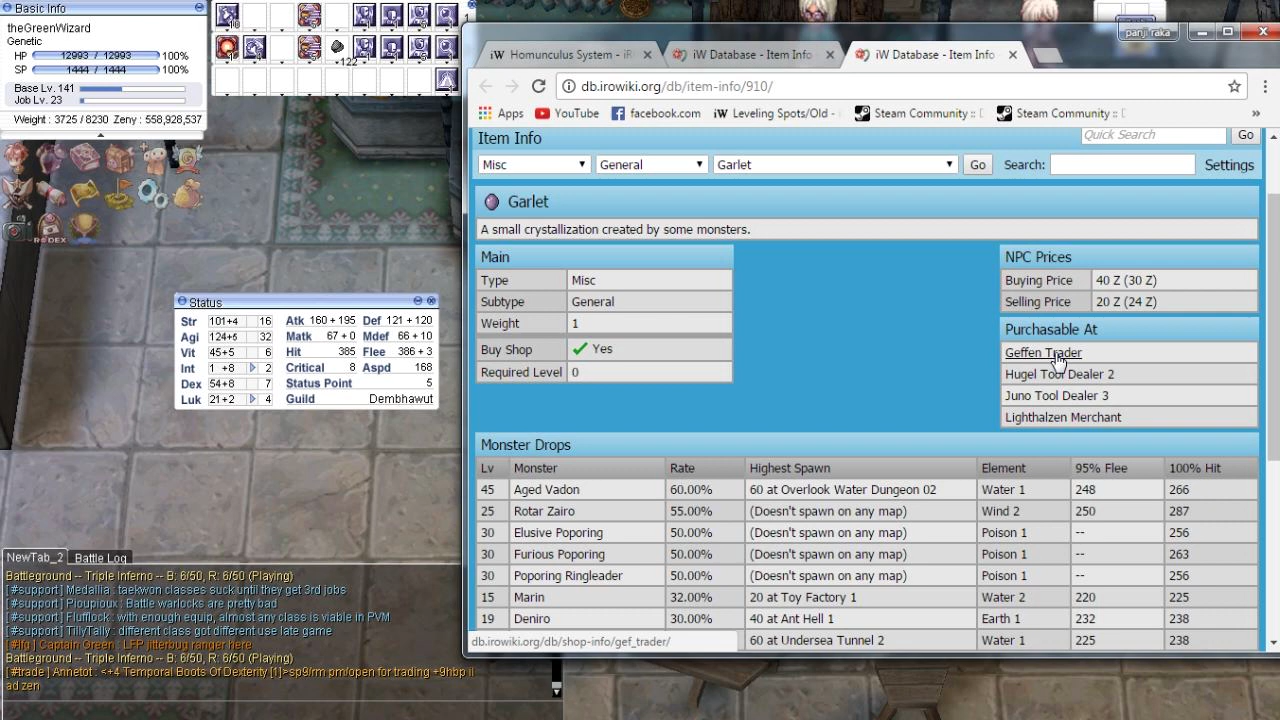 Basic Info
theGreenWizard
Genetic
HP 12993 / 12993 100%
SP 1444 / 1444 100%
Base Lv. 141
Job Lv. 23
Weight : 3725 / 8230 Zeny : 558,928,537
RODEX
Status
Str 101+4 16 Atk 160 + 195 Def 121 + 120
Matk 67 + 0 Mdef 66 + 10
Agi 32
Vit 45+5 6 Hit 385 Flee 386 + 3
Int 1 +8 2 Critical 8 Aspd 168
Dex 54+8 7 Status Point 5
Luk 21+2 4 Guild Dembhawut
NewTab_2 Battle Log
Battleground -- Triple Inferno -- B: 6/50, R: 6/50 (Playing)
[ #support ] Medallia : taekwon classes suck until they get 3rd jobs
[ #support ] Ploupioux : Battle warlocks are pretty bad
[ #support ] Flufflock : with enough equip, almost any class is viable in PVM
[ #support ] TillyTally : different class got different use late game
[ #lfg ] Captain Green : LFP jitterbug ranger here
Battleground -- Triple Inferno -- B: 6/50, R: 6/50 (Playing)
[ #trade ] Annetot : <+4 Temporal Boots Of Dexterity [1]>sp9/rm pm/open for trading +9hbp
ad zen
panji 'raka
iW Homunculus System - iR
iW Database - Item Info
iW Database - Item Info
db.irowiki.org/db/item-info/910/
Apps YouTube facebook.com iW Leveling Spots/Old - Steam Community :: Steam Community ::
Item Info
Quick Search Go
Misc General Garlet Go Search: Settings
Garlet
A small crystallization created by some monsters.
Main
Type Misc
Subtype General
Weight 1
Buy Shop Yes
Required Level 0
NPC Prices
Buying Price 40 Z (30 Z)
Selling Price 20 Z (24 Z)
Purchasable At
Geffen Trader
Hugel Tool Dealer 2
Juno Tool Dealer 3
Lighthalzen Merchant
Monster Drops
Lv Monster Rate Highest Spawn Element 95% Flee 100% Hit
45 Aged Vadon 60.00% 60 at Overlook Water Dungeon 02 Water 1 248 266
25 Rotar Zairo 55.00% (Doesn't spawn on any map) Wind 2 250 287
30 Elusive Poporing 50.00% (Doesn't spawn on any map) Poison 1 -- 256
30 Furious Poporing 50.00% (Doesn't spawn on any map) Poison 1 -- 263
30 Poporing Ringleader 50.00% (Doesn't spawn on any map) Poison 1 -- 256
15 Marin 32.00% 20 at Toy Factory 1 Water 2 220 225
19 Deniro 30.00% 40 at Ant Hell 1 Earth 1 232 238
60 at Undersea Tunnel 2 Water 1 225 238
db.irowiki.org/db/shop-info/gef_trader/